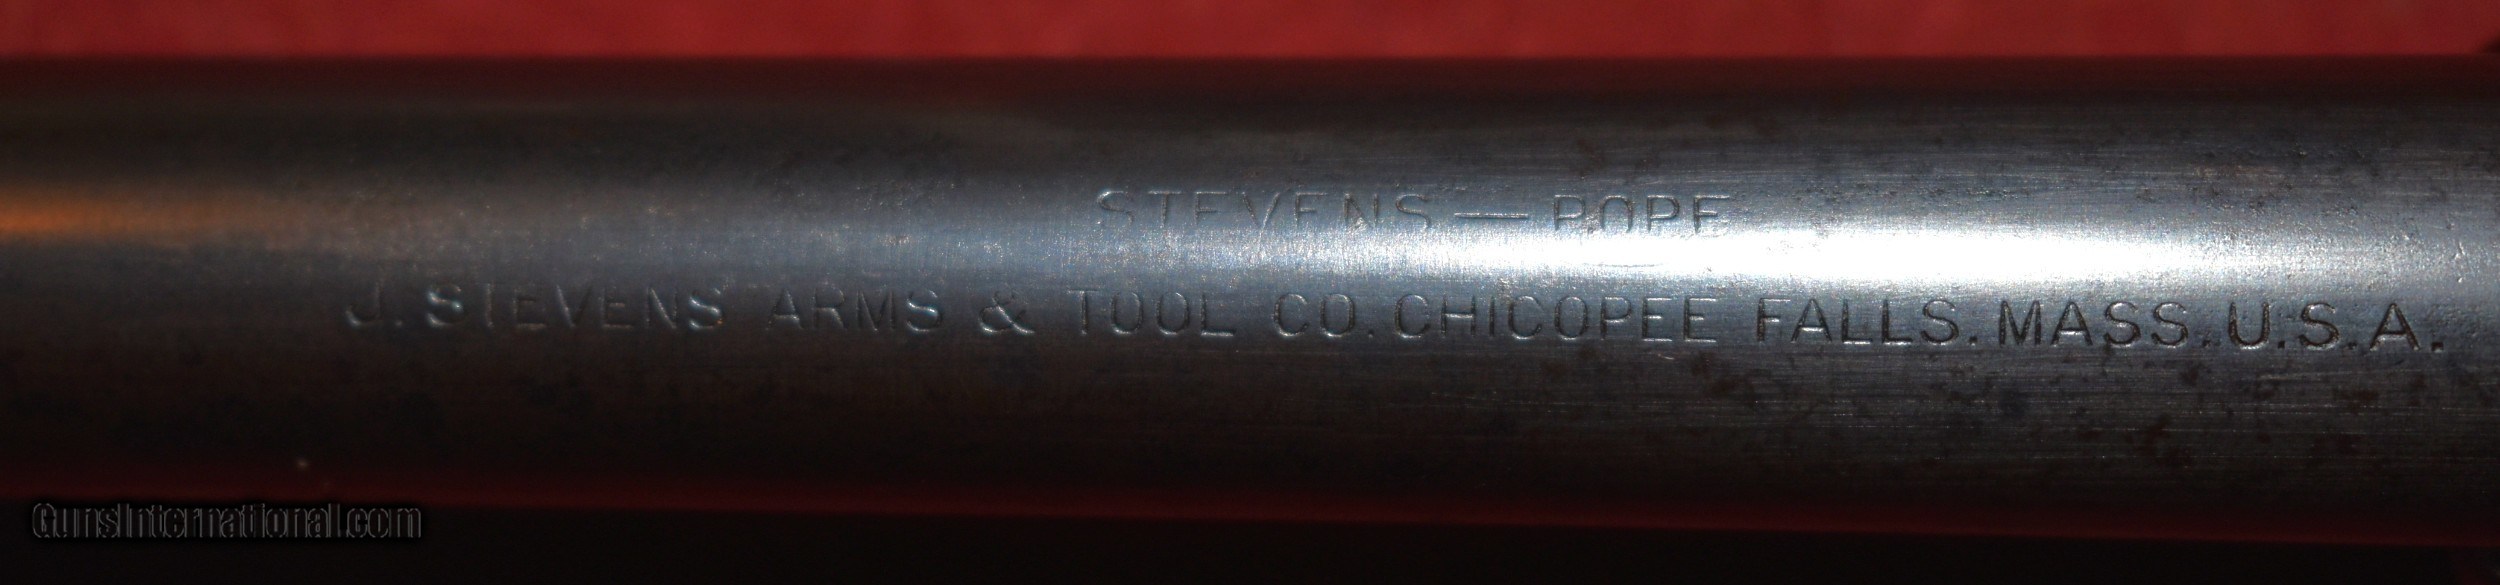 STEVENS — POPE
J. STEVENS ARMS & TOOL CO. CHICOPEE FALLS. MASS. U.S.A.
GunsInternational.com